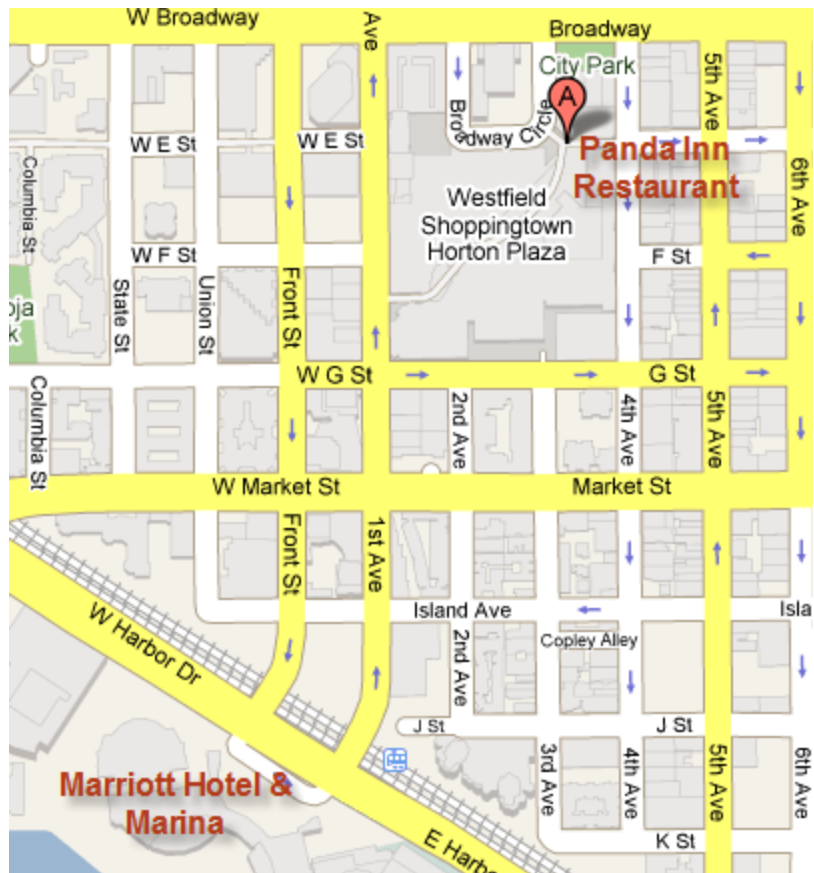 W Broadway
Ave
Broadway
City Park
5th Ave
A
Broadway Circle
W E St
W E St
Panda Inn
Restaurant
Columbia St
6th Ave
Westfield
Shoppingtown
Horton Plaza
W F St
F St
State St
Union St
Front St
oja
k
W G St
G St
Columbia St
2nd Ave
4th Ave
5th Ave
W Market St
Market St
Front St
1st Ave
Island Ave
Isla
W Harbor Dr
2nd Ave
Copley Alley
J St
J St
3rd Ave
4th Ave
5th Ave
6th Ave
Marriott Hotel &
Marina
E Harbo
K St